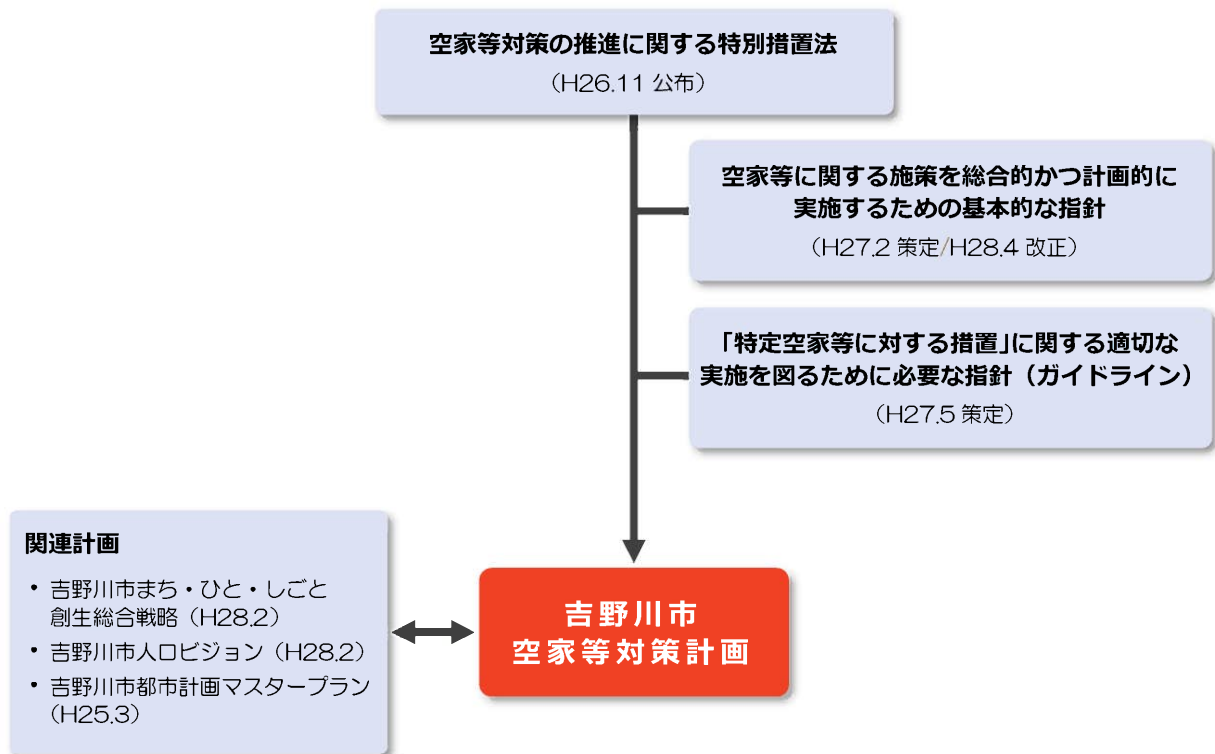 空家等対策の推進に関する特別措置法
（H26.11 公布）
空家等に関する施策を総合的かつ計画的に
実施するための基本的な指針
（H27.2 策定/H28.4 改正）
「特定空家等に対する措置」に関する適切な
実施を図るために必要な指針（ガイドライン）
（H27.5 策定）
関連計画
・吉野川市まち・ひと・しごと
創生総合戦略（H28.2）
・吉野川市人口ビジョン（H28.2）
・吉野川市都市計画マスタープラン
（H25.3）
吉野川市
空家等対策計画